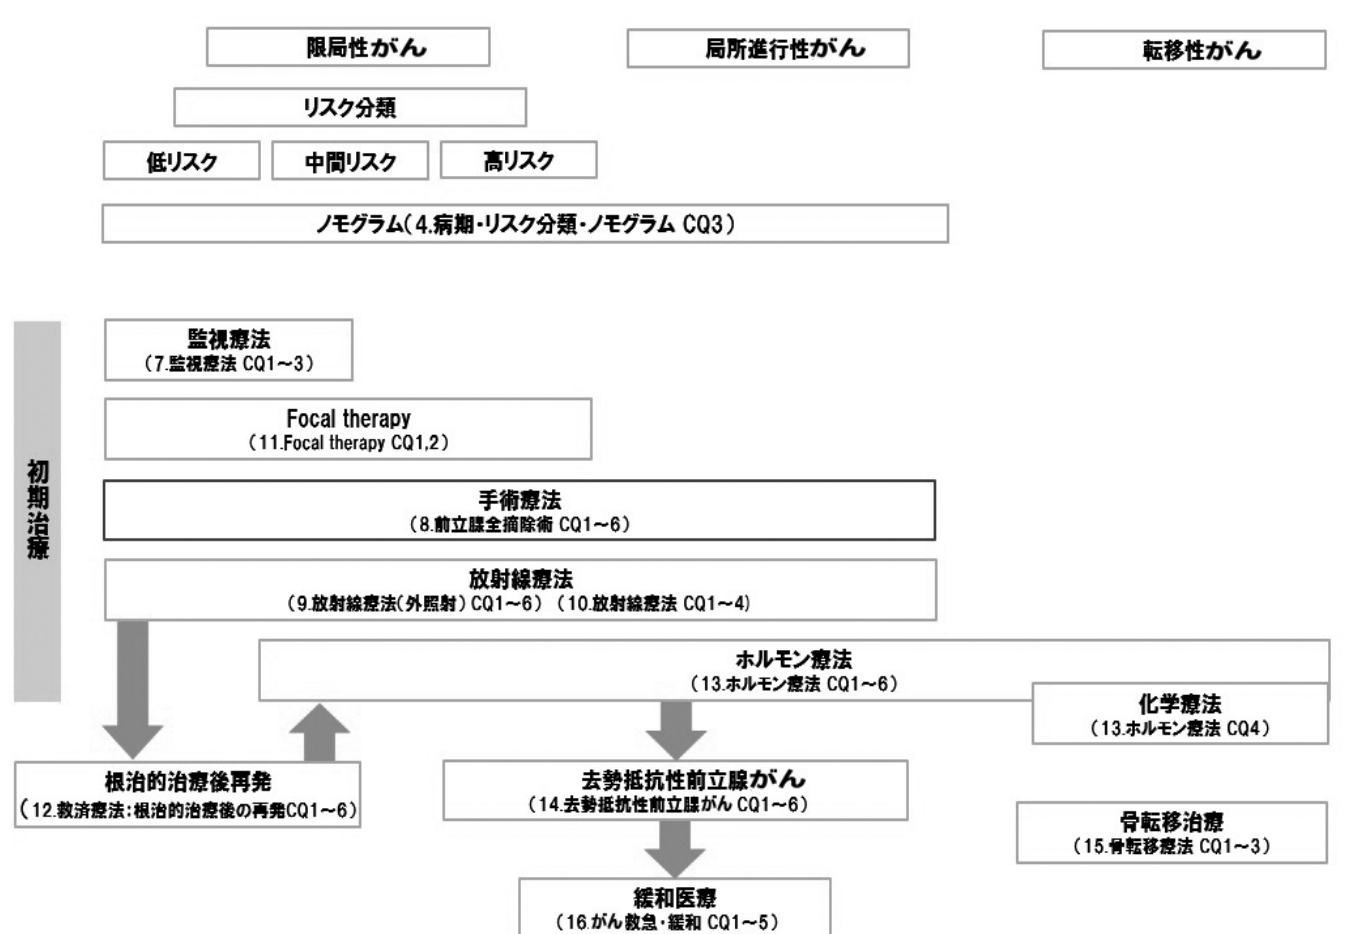 限局性がん
局所進行性がん
転移性がん
リスク分類
低リスク
中間リスク
高リスク
ノモグラム(4.病期・リスク分類・ノモグラム CQ3)
初期治療
監視療法
(7.監視療法 CQ1～3)
Focal therapy
(11.Focal therapy CQ1,2)
手術療法
(8.前立腺全摘除術 CQ1～6)
放射線療法
(9.放射線療法(外照射) CQ1～6) (10.放射線療法 CQ1～4)
ホルモン療法
(13.ホルモン療法 CQ1～6)
化学療法
(13.ホルモン療法 CQ4)
根治的治療後再発
(12.救済療法:根治的治療後の再発CQ1～6)
去勢抵抗性前立腺がん
(14.去勢抵抗性前立腺がん CQ1～6)
骨転移治療
(15.骨転移療法 CQ1～3)
緩和医療
(16.がん救急・緩和 CQ1～5)